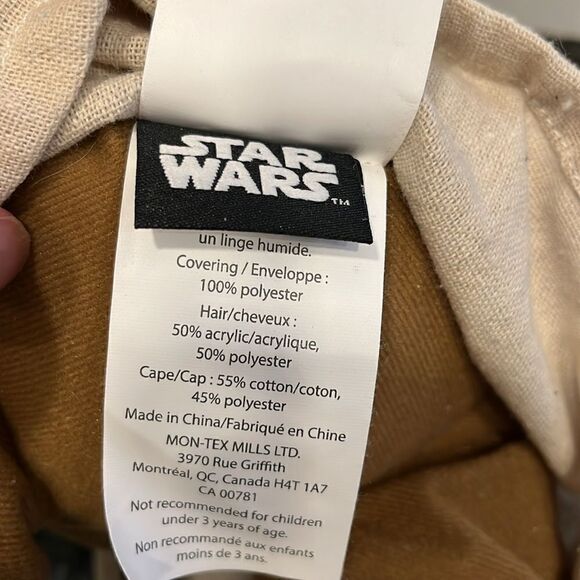 STAR
WARS™
un linge humide.
Covering / Enveloppe :
100% polyester
Hair/cheveux :
50% acrylic/acrylique,
50% polyester
Cape/Cap : 55% cotton/coton,
45% polyester
Made in China/Fabriqué en Chine
MON-TEX MILLS LTD.
3970 Rue Griffith
Montréal, QC, Canada H4T 1A7
CA 00781
Not recommended for children
under 3 years of age.
Non recommandé aux enfants
moins de 3 ans.